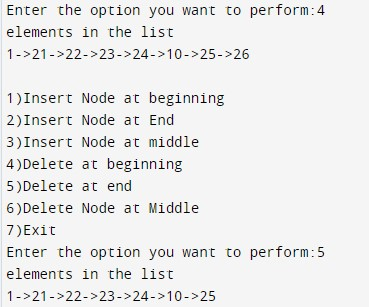 Enter the option you want to perform:4
elements in the list
1->21->22->23->24->10->25->26
1)Insert Node at beginning
2)Insert Node at End
3)Insert Node at middle
4)Delete at beginning
5)Delete at end
6)Delete Node at Middle
7)Exit
Enter the option you want to perform:5
elements in the list
1->21->22->23->24->10->25